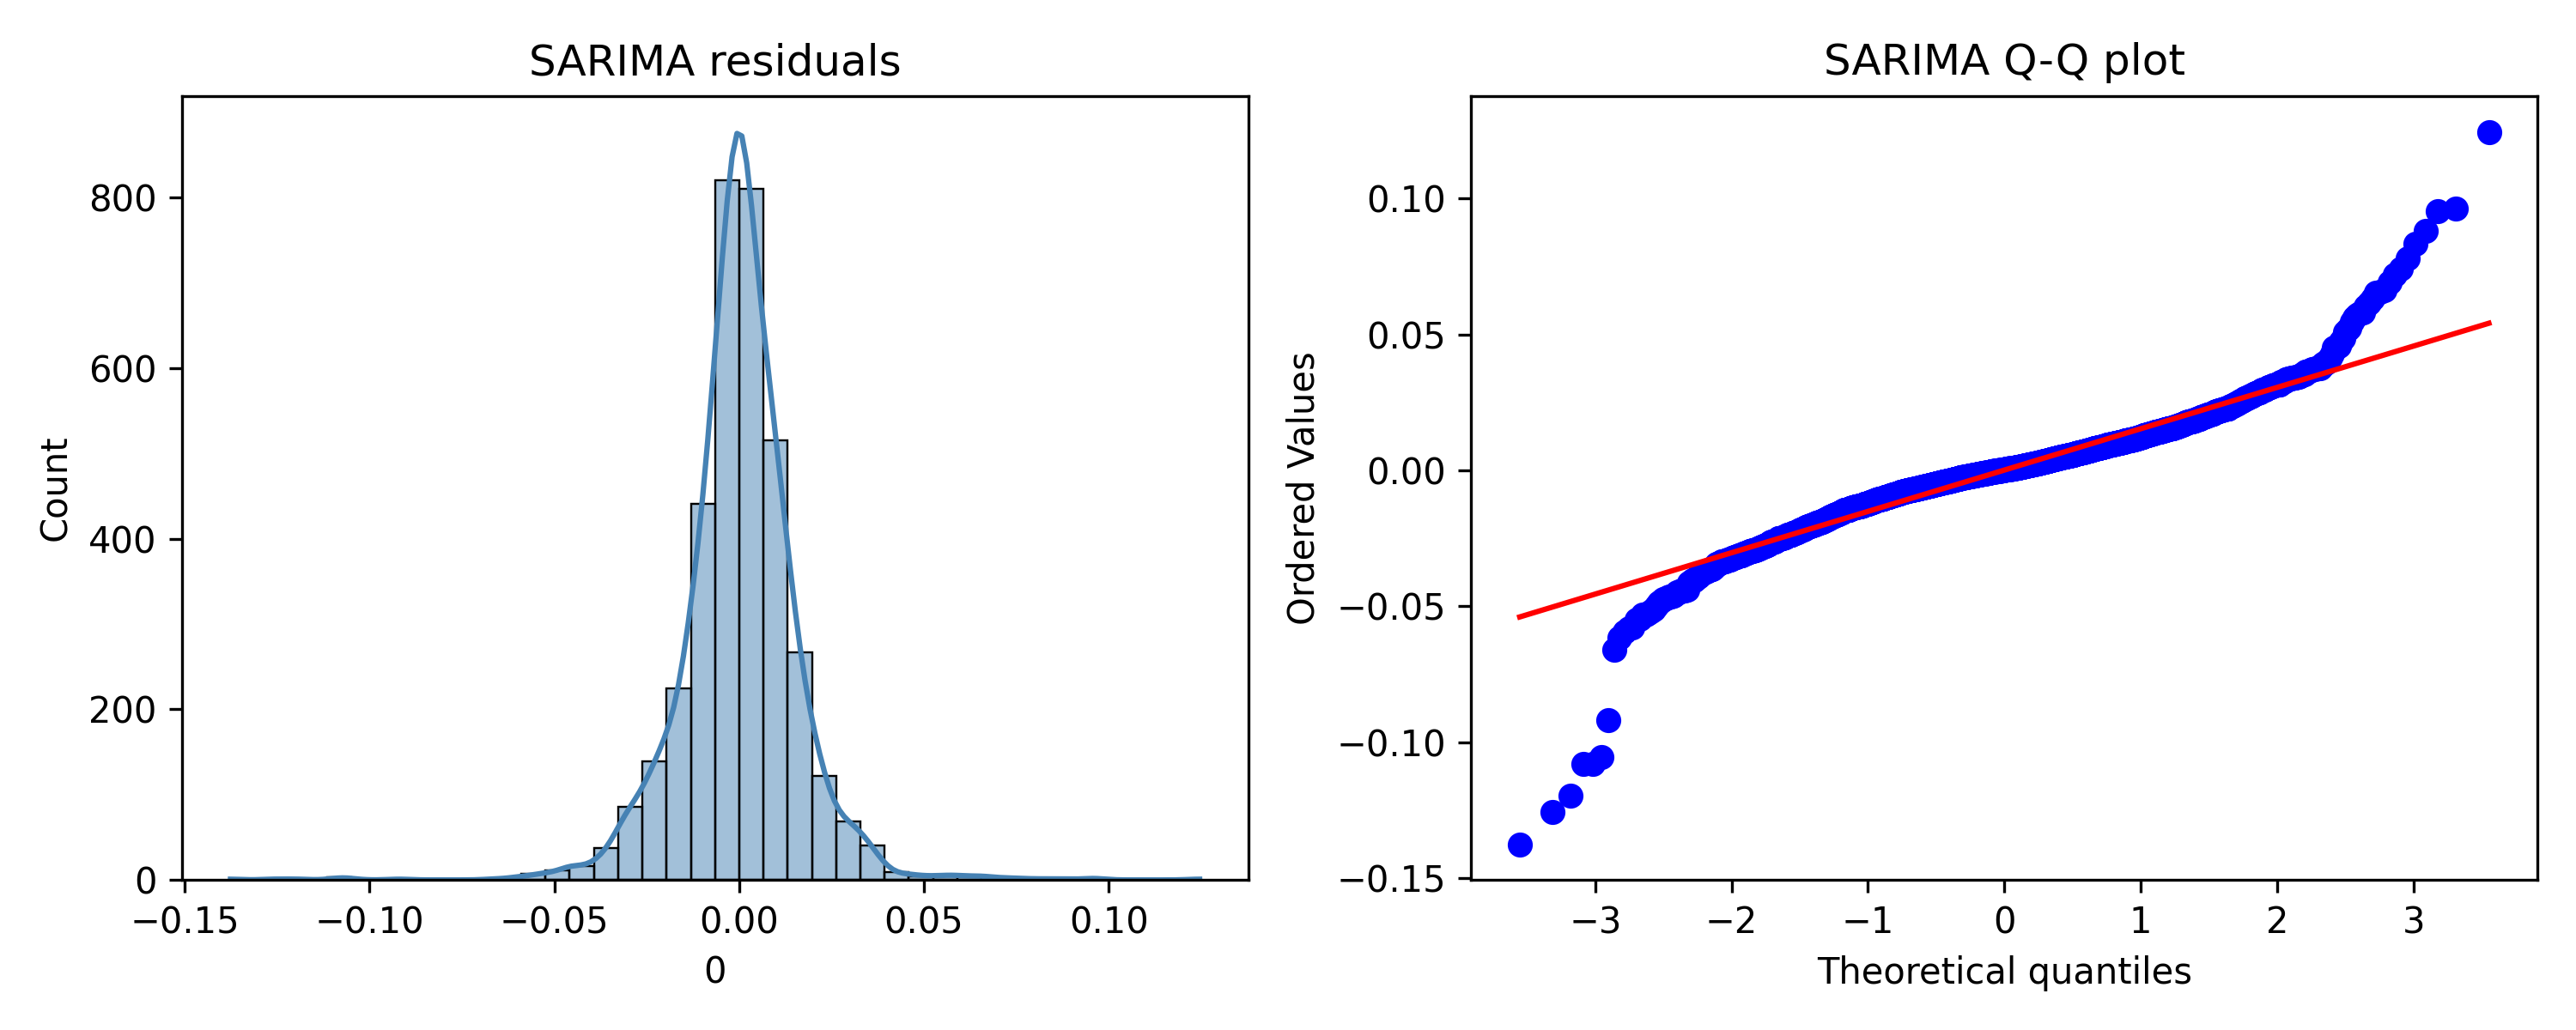 SARIMA residuals
Count
800
600
400
200
0
−0.15 −0.10 −0.05 0.00 0.05 0.10
0
SARIMA Q-Q plot
Ordered Values
0.10
0.05
0.00
−0.05
−0.10
−0.15
−3 −2 −1 0 1 2 3
Theoretical quantiles